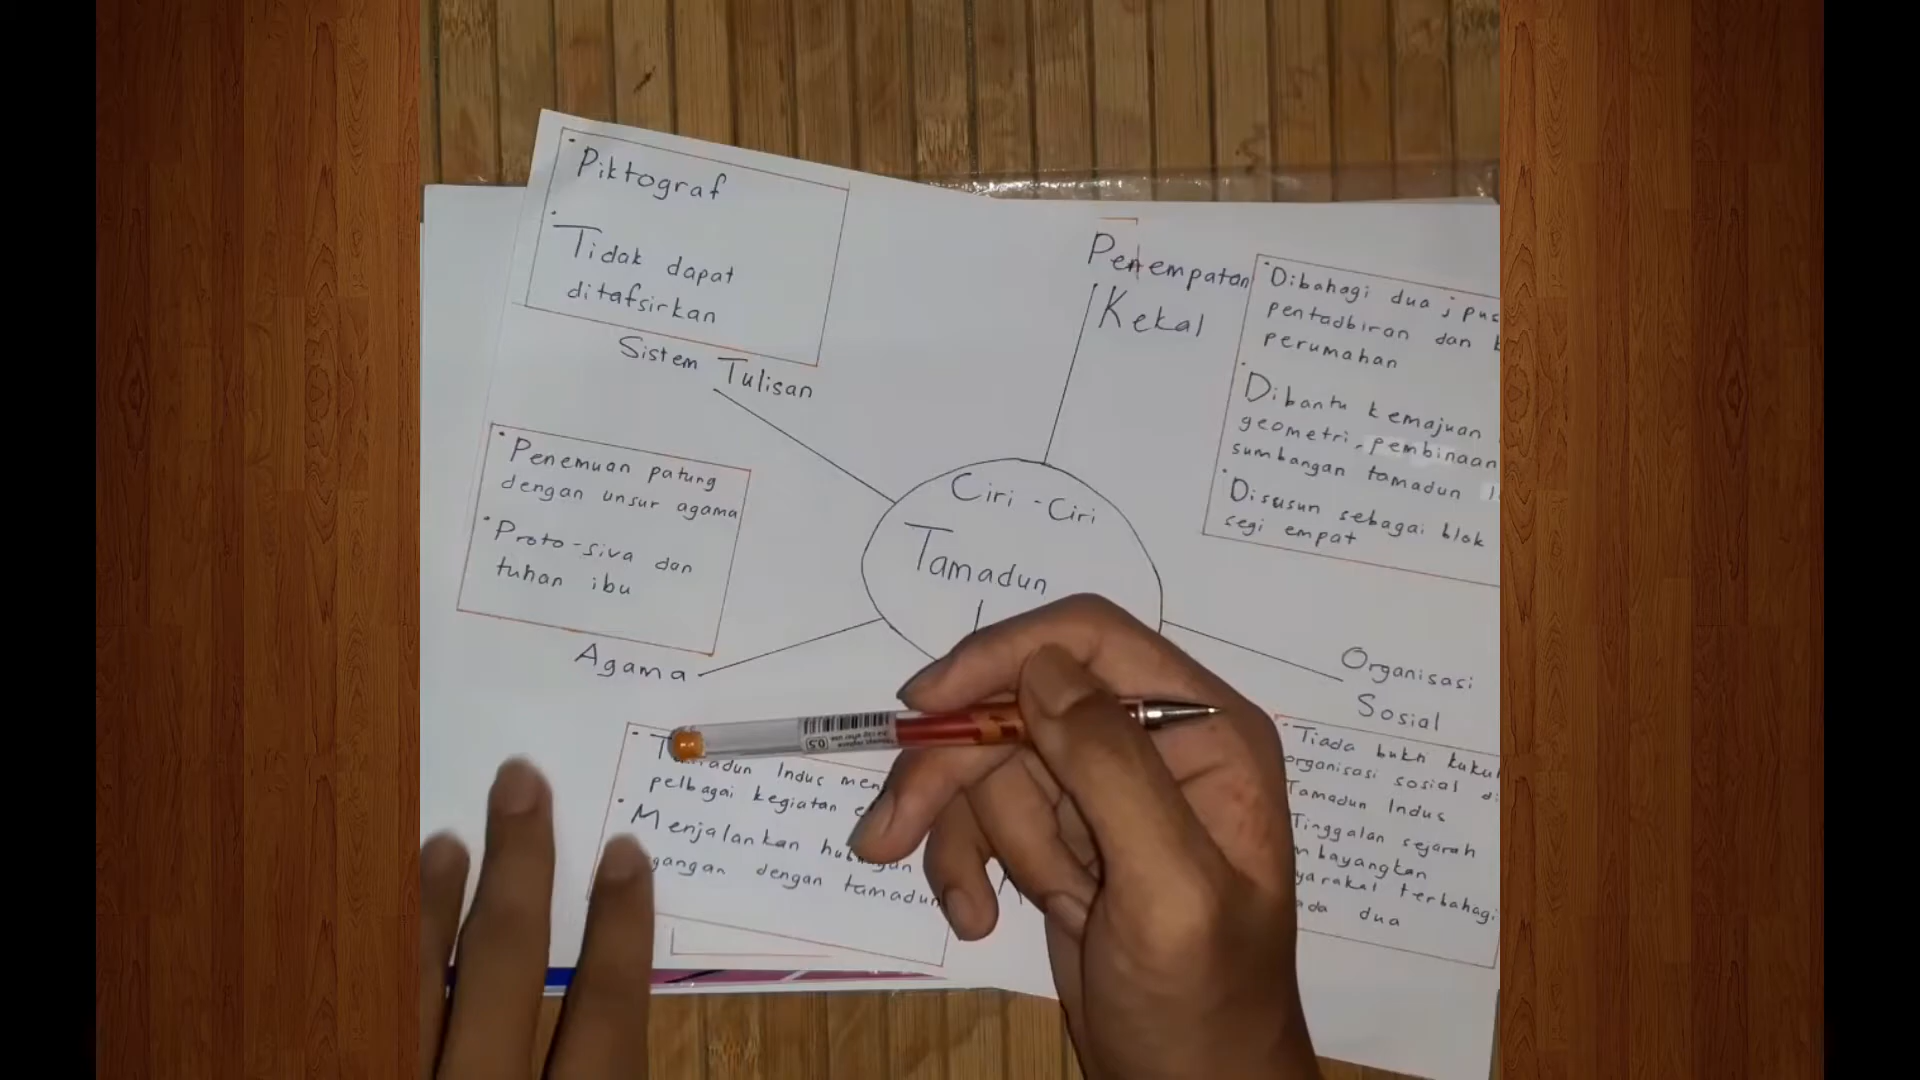 Piktograf
Tidak dapat
ditafsirkan
Sistem Tulisan
Penemuan patung
dengan unsur agama
Proto-siva dan
tuhan ibu
Agama
Ciri-Ciri
Tamadun
Penempatan
Kekal
Dibahagi dua ;
pentadbiran dan
perumahan
Dibantu kemajuan
geometri, pembinaan
sumbangan tamadun
Disusun sebagai blok
segi empat
Organisasi
Sosial
Tiada bukti
organisasi sosial
Tamadun Indus
Tinggalan sejarah
terbahagi
dua
Indus
pelbagai kegiatan
Menjalankan
dengan tamadun
0.5